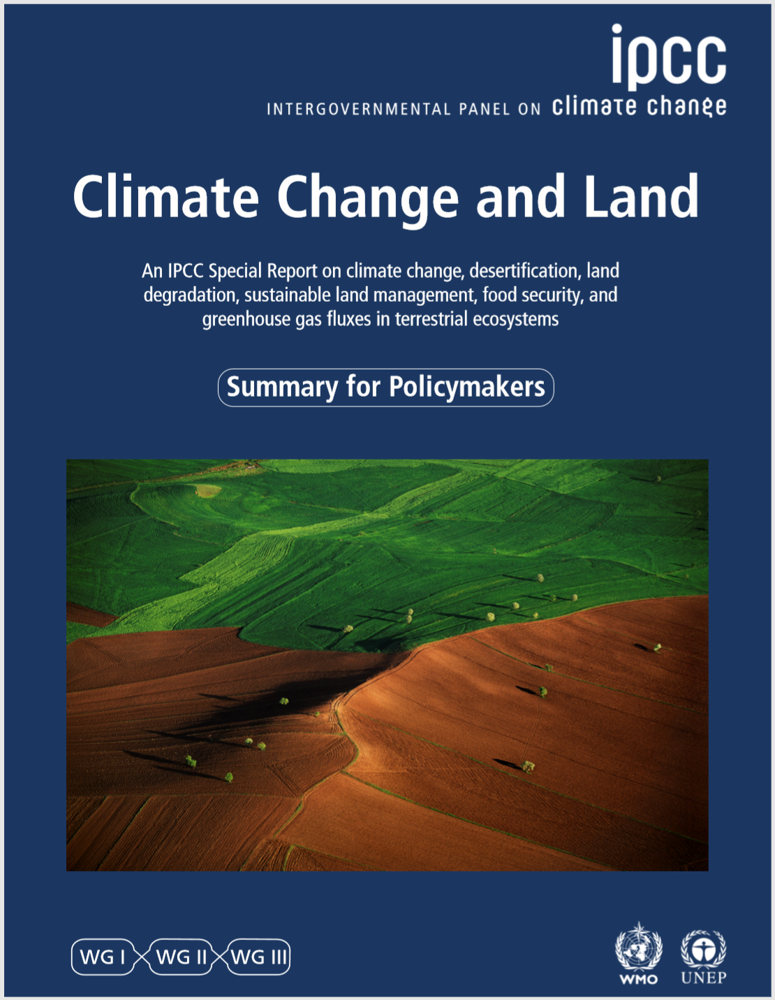 ipcc
INTERGOVERNMENTAL PANEL ON climate change
Climate Change and Land
An IPCC Special Report on climate change, desertification, land
degradation, sustainable land management, food security, and
greenhouse gas fluxes in terrestrial ecosystems
Summary for Policymakers
WG I WG II WG III
WMO UNEP